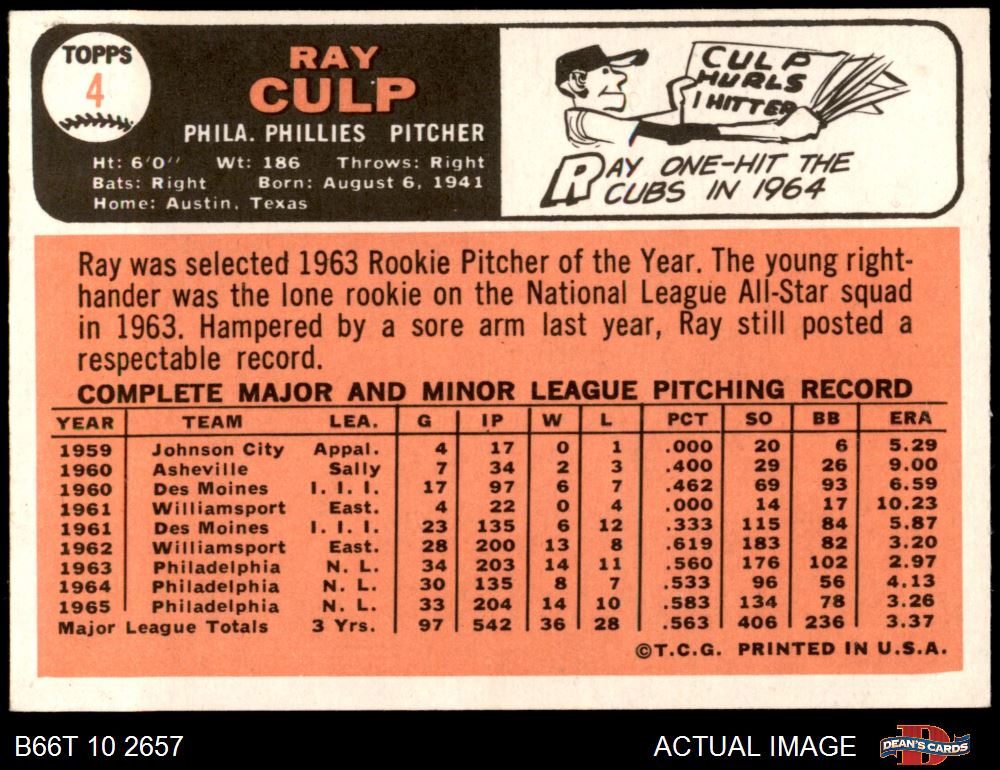 TOPPS
4
RAY
CULP
PHILA. PHILLIES PITCHER
Ht: 6'0" Wt: 186 Throws: Right
Bats: Right Born: August 6, 1941
Home: Austin, Texas
CULP
HURLS
1 HITTER
RAY ONE-HIT THE
CUBS IN 1964
Ray was selected 1963 Rookie Pitcher of the Year. The young right-
hander was the lone rookie on the National League All-Star squad
in 1963. Hampered by a sore arm last year, Ray still posted a
respectable record.
COMPLETE MAJOR AND MINOR LEAGUE PITCHING RECORD
YEAR TEAM LEA. G IP W L PCT SO BB ERA
1959 Johnson City Appal. 4 17 0 1 .000 20 6 5.29
1960 Asheville Sally 7 34 2 3 .400 29 26 9.00
1960 Des Moines I. I. I. 17 97 6 7 .462 69 93 6.59
1961 Williamsport East. 4 22 0 4 .000 14 17 10.23
1961 Des Moines I. I. I. 23 135 6 12 .333 115 84 5.87
1962 Williamsport East. 28 200 13 8 .619 183 82 3.20
1963 Philadelphia N. L. 34 203 14 11 .560 176 102 2.97
1964 Philadelphia N. L. 30 135 8 7 .533 96 56 4.13
1965 Philadelphia N. L. 33 204 14 10 .583 134 78 3.26
Major League Totals 3 Yrs. 97 542 36 28 .563 406 236 3.37
©T.C.G. PRINTED IN U.S.A.
B66T 10 2657
ACTUAL IMAGE
D
DEAN'S CARDS